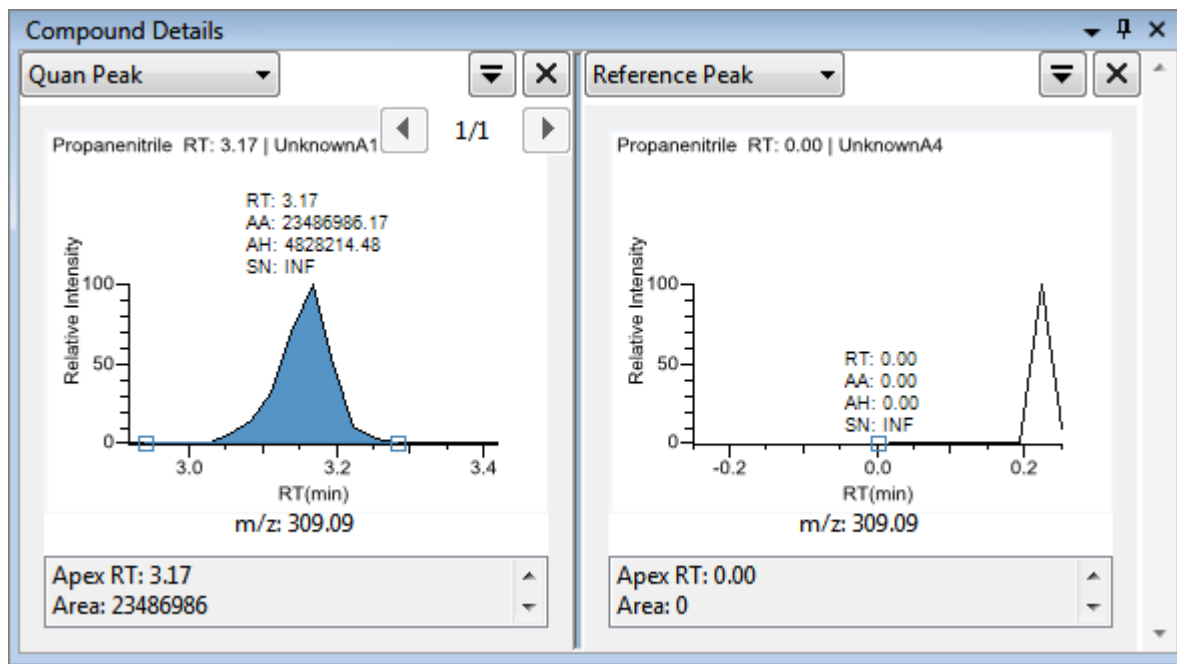 Compound Details
Quan Peak
1/1
Propanenitrile RT: 3.17 | UnknownA1
RT: 3.17
AA: 23486986.17
AH: 4828214.48
SN: INF
Relative Intensity
100
50
0
3.0 3.2 3.4
RT(min)
m/z: 309.09
Apex RT: 3.17
Area: 23486986
Reference Peak
Propanenitrile RT: 0.00 | UnknownA4
RT: 0.00
AA: 0.00
AH: 0.00
SN: INF
Relative Intensity
100
50
0
-0.2 0.0 0.2
RT(min)
m/z: 309.09
Apex RT: 0.00
Area: 0